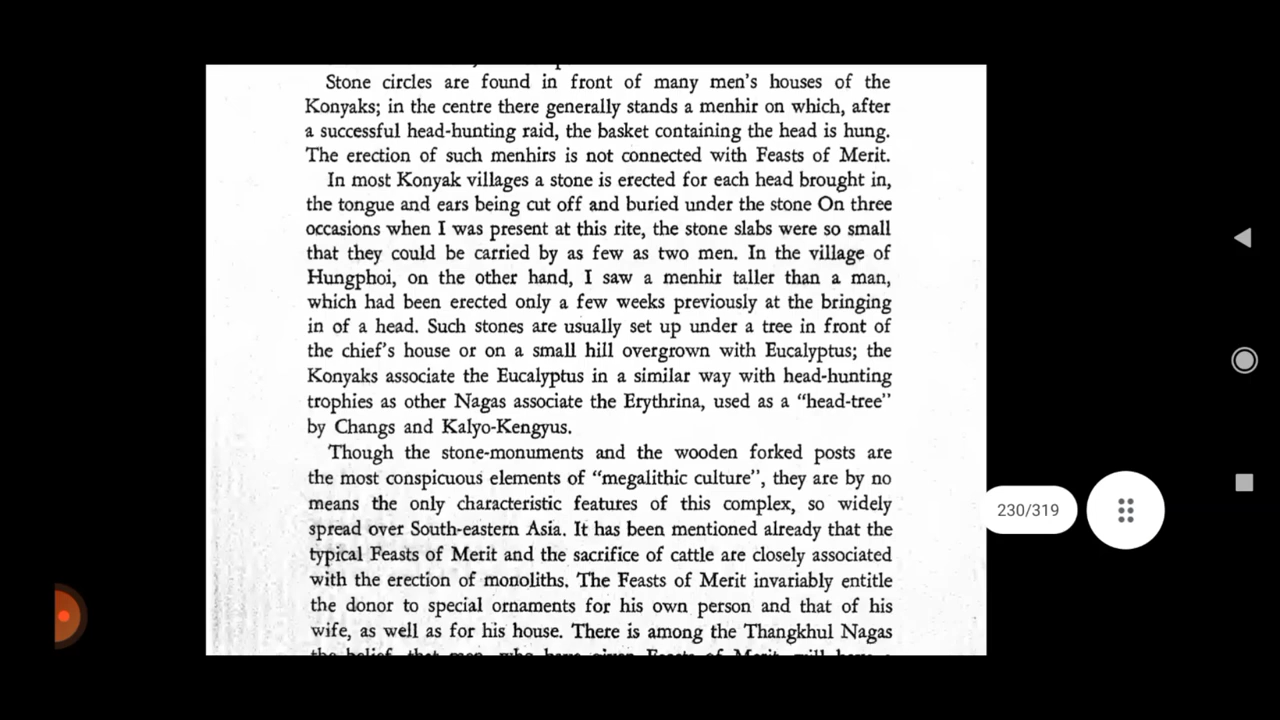 Stone circles are found in front of many men's houses of the
Konyaks; in the centre there generally stands a menhir on which, after
a successful head-hunting raid, the basket containing the head is hung.
The erection of such menhirs is not connected with Feasts of Merit.
In most Konyak villages a stone is erected for each head brought in,
the tongue and ears being cut off and buried under the stone On three
occasions when I was present at this rite, the stone slabs were so small
that they could be carried by as few as two men. In the village of
Hungphoi, on the other hand, I saw a menhir taller than a man,
which had been erected only a few weeks previously at the bringing
in of a head. Such stones are usually set up under a tree in front of
the chief's house or on a small hill overgrown with Eucalyptus; the
Konyaks associate the Eucalyptus in a similar way with head-hunting
trophies as other Nagas associate the Erythrina, used as a "head-tree"
by Changs and Kalyo-Kengyus.
Though the stone-monuments and the wooden forked posts are
the most conspicuous elements of "megalithic culture", they are by no
means the only characteristic features of this complex, so widely
spread over South-eastern Asia. It has been mentioned already that the
typical Feasts of Merit and the sacrifice of cattle are closely associated
with the erection of monoliths. The Feasts of Merit invariably entitle
the donor to special ornaments for his own person and that of his
wife, as well as for his house. There is among the Thangkhul Nagas
the belief, that men, who have given Feasts of Merit, will have a
230/319